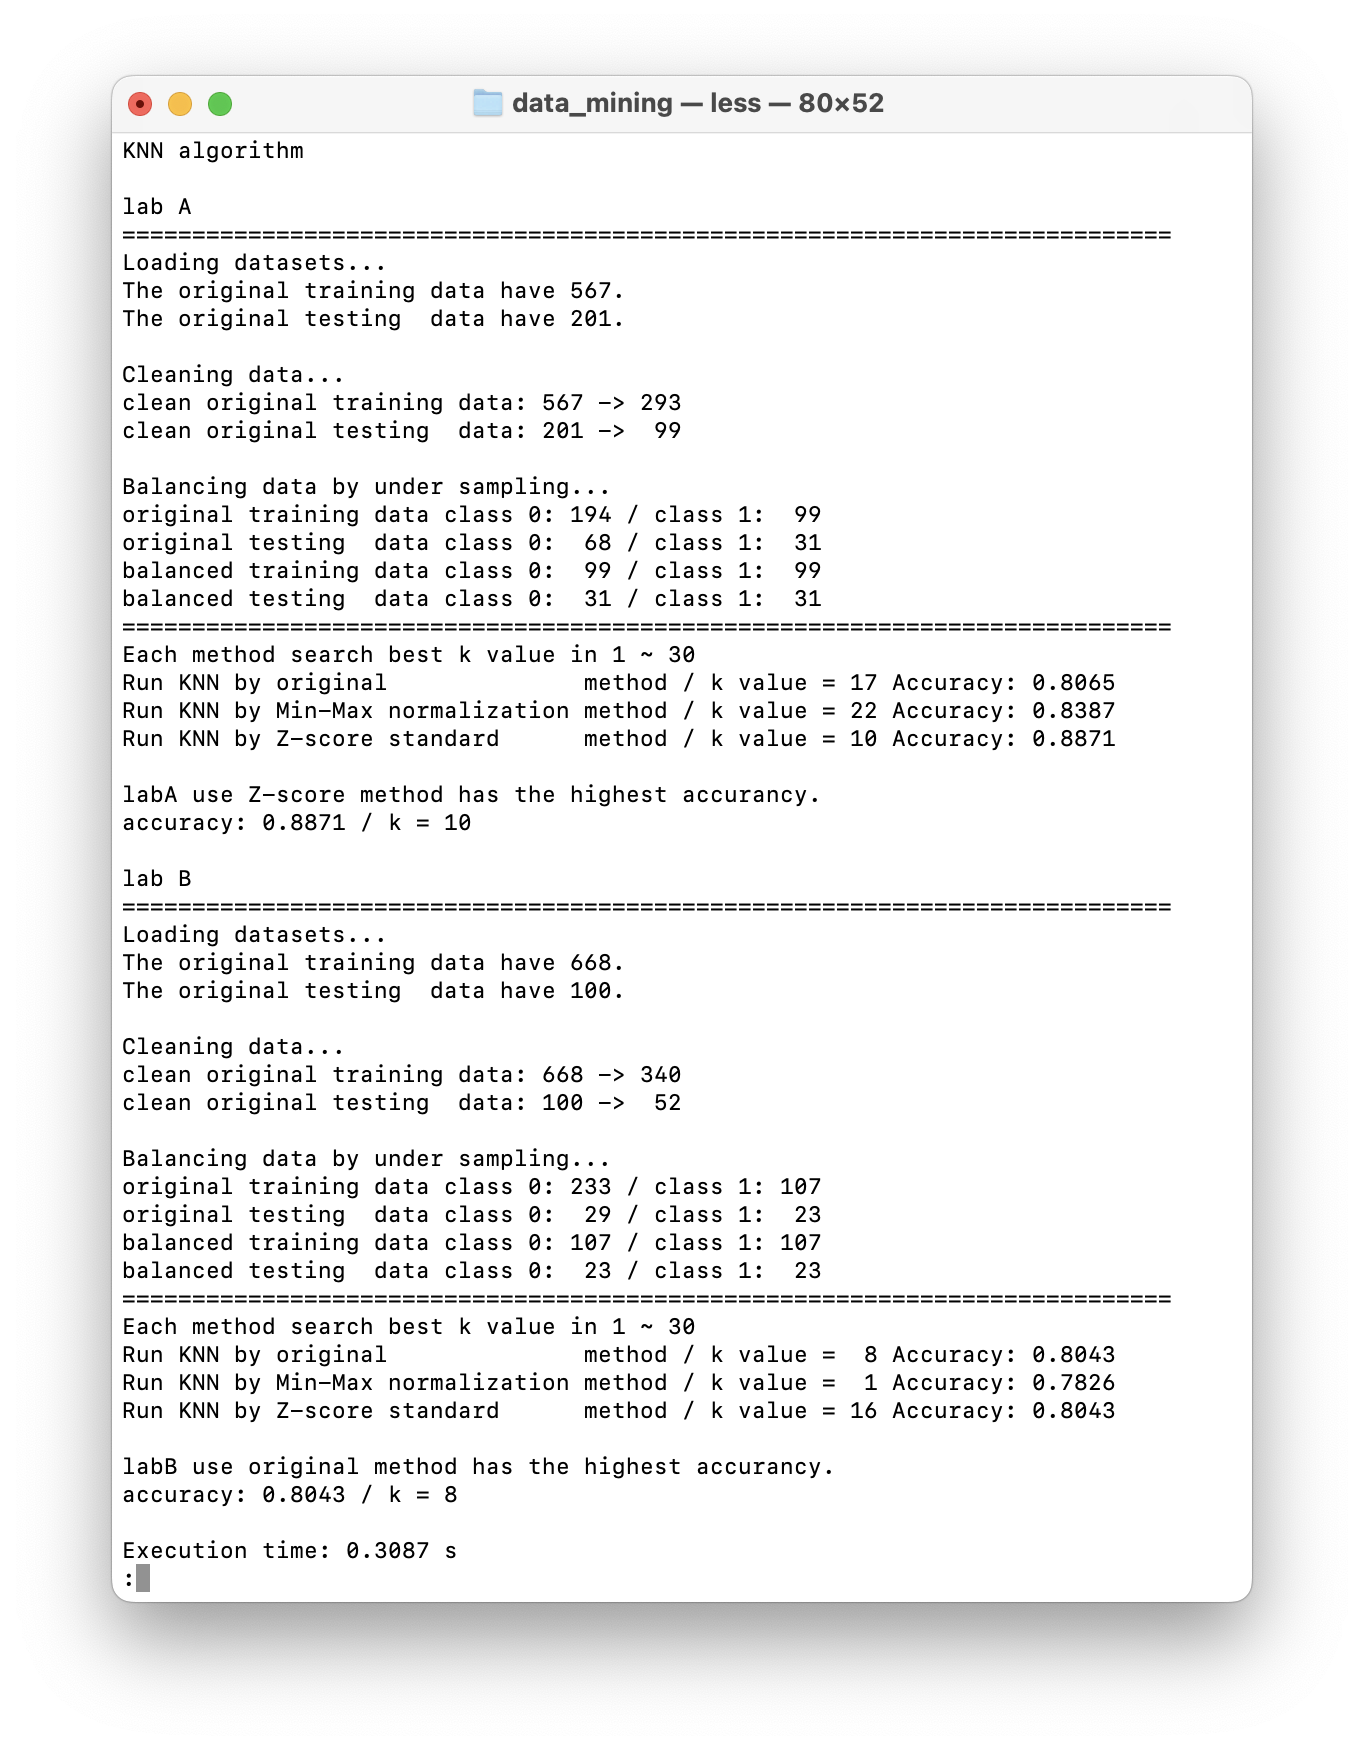 data_mining — less — 80×52
KNN algorithm
lab A
===========================================================================
Loading datasets...
The original training data have 567.
The original testing  data have 201.
Cleaning data...
clean original training data: 567 -> 293
clean original testing  data: 201 ->  99
Balancing data by under sampling...
original training data class 0: 194 / class 1:  99
original testing  data class 0:  68 / class 1:  31
balanced training data class 0:  99 / class 1:  99
balanced testing  data class 0:  31 / class 1:  31
===========================================================================
Each method search best k value in 1 ~ 30
Run KNN by original              method / k value = 17 Accuracy: 0.8065
Run KNN by Min-Max normalization method / k value = 22 Accuracy: 0.8387
Run KNN by Z-score standard      method / k value = 10 Accuracy: 0.8871
labA use Z-score method has the highest accurancy.
accuracy: 0.8871 / k = 10
lab B
===========================================================================
Loading datasets...
The original training data have 668.
The original testing  data have 100.
Cleaning data...
clean original training data: 668 -> 340
clean original testing  data: 100 ->  52
Balancing data by under sampling...
original training data class 0: 233 / class 1: 107
original testing  data class 0:  29 / class 1:  23
balanced training data class 0: 107 / class 1: 107
balanced testing  data class 0:  23 / class 1:  23
===========================================================================
Each method search best k value in 1 ~ 30
Run KNN by original              method / k value =  8 Accuracy: 0.8043
Run KNN by Min-Max normalization method / k value =  1 Accuracy: 0.7826
Run KNN by Z-score standard      method / k value = 16 Accuracy: 0.8043
labB use original method has the highest accurancy.
accuracy: 0.8043 / k = 8
Execution time: 0.3087 s
: